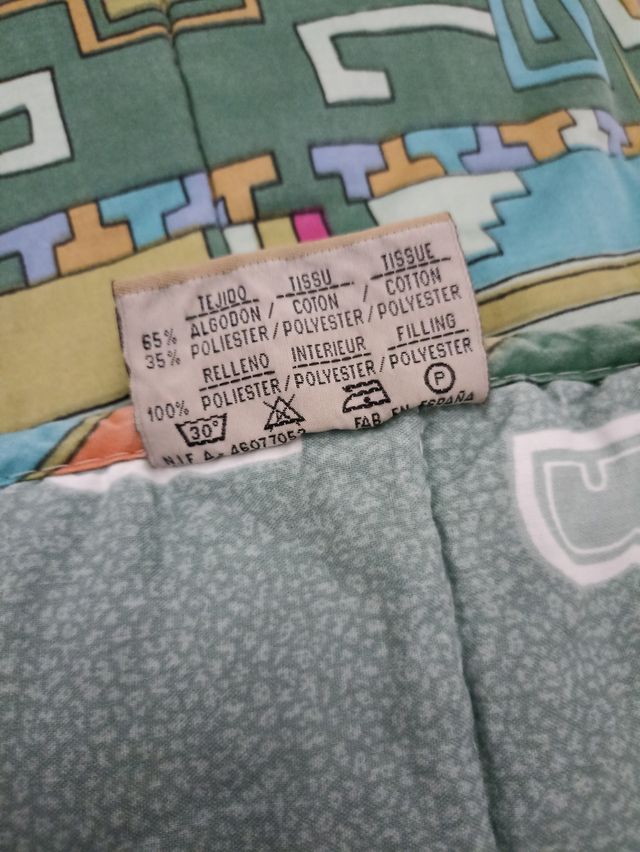 TEJIDO / TISSU / TISSUE
65% ALGODON / COTON / COTTON
35% POLIESTER/POLYESTER/POLYESTER
RELLENO INTERIEUR FILLING
100% POLIESTER/POLYESTER/POLYESTER
30° P
N.I.F. A-46077053 FAB. EN ESPAÑA